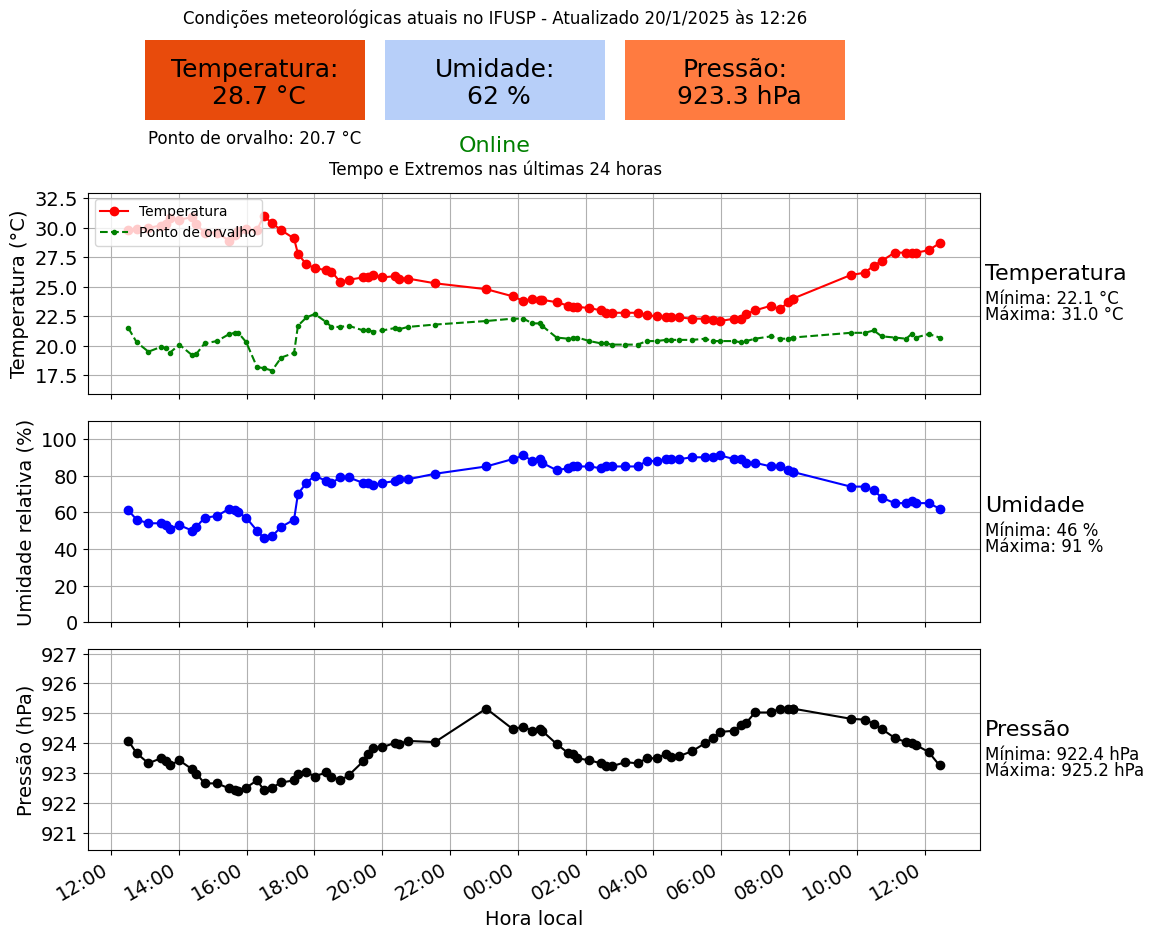 Condições meteorológicas atuais no IFUSP - Atualizado 20/1/2025 às 12:26
Temperatura:
28.7 °C
Umidade:
62 %
Pressão:
923.3 hPa
Ponto de orvalho: 20.7 °C
Online
Tempo e Extremos nas últimas 24 horas
Temperatura (°C)
32.5
30.0
27.5
25.0
22.5
20.0
17.5
Temperatura
Ponto de orvalho
Temperatura
Mínima: 22.1 °C
Máxima: 31.0 °C
Umidade relativa (%)
100
80
60
40
20
0
Umidade
Mínima: 46 %
Máxima: 91 %
Pressão (hPa)
927
926
925
924
923
922
921
Pressão
Mínima: 922.4 hPa
Máxima: 925.2 hPa
12:00 14:00 16:00 18:00 20:00 22:00 00:00 02:00 04:00 06:00 08:00 10:00 12:00
Hora local